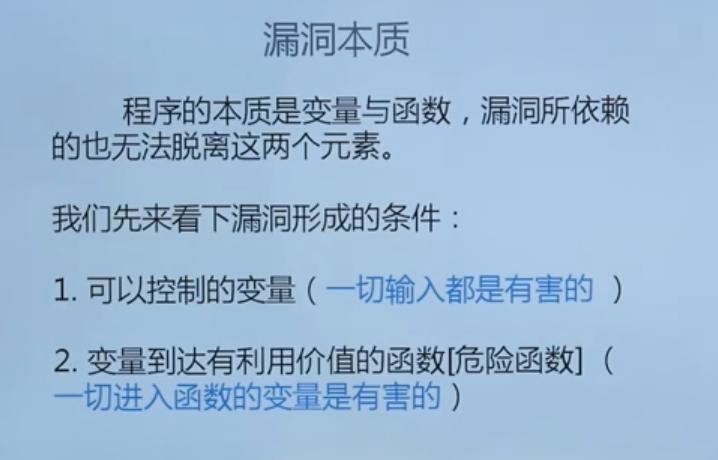 漏洞本质
程序的本质是变量与函数，漏洞所依赖
的也无法脱离这两个元素。
我们先来看下漏洞形成的条件：
1. 可以控制的变量（一切输入都是有害的 ）
2. 变量到达有利用价值的函数[危险函数] （
一切进入函数的变量是有害的 ）